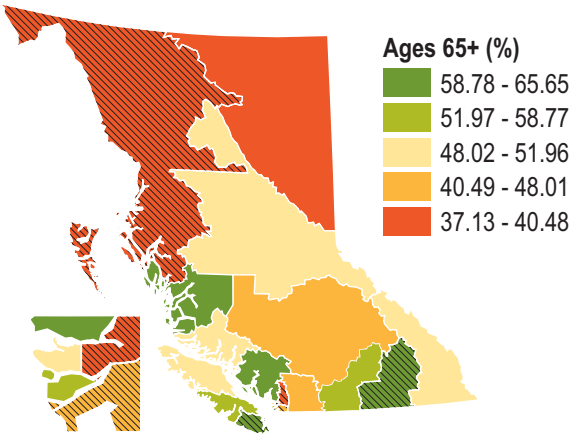 Ages 65+ (%)
58.78 - 65.65
51.97 - 58.77
48.02 - 51.96
40.49 - 48.01
37.13 - 40.48